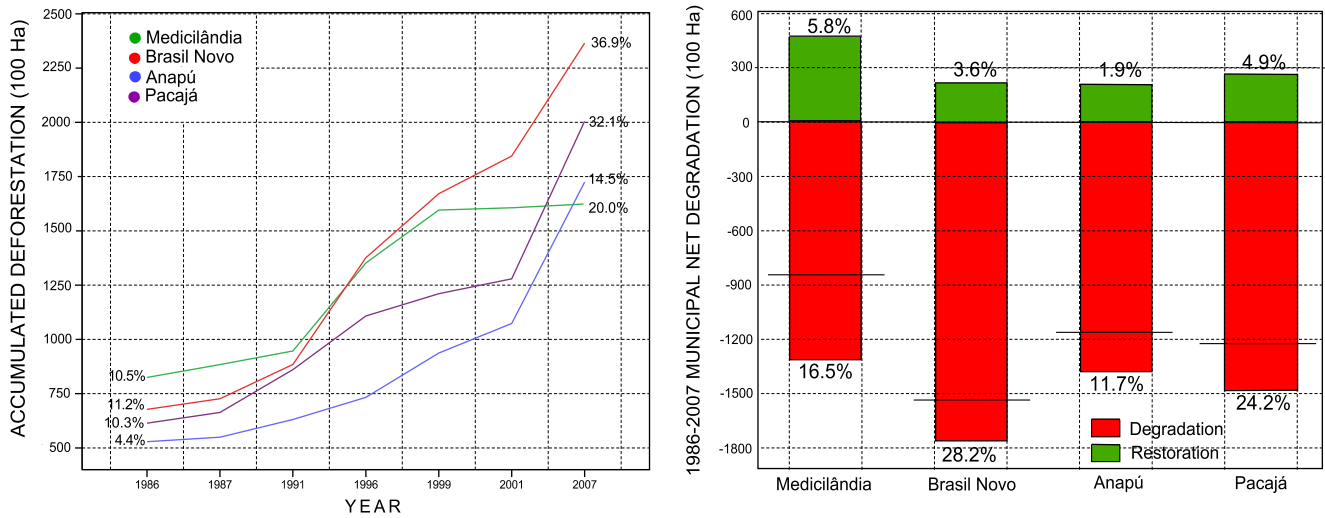 ACCUMULATED DEFORESTATION (100 Ha)
2500
2250
2000
1750
1500
1250
1000
750
500
Medicilândia
Brasil Novo
Anapú
Pacajá
36.9%
32.1%
14.5%
20.0%
10.5%
11.2%
10.3%
4.4%
1986 1987 1991 1996 1999 2001 2007
YEAR
1986-2007 MUNICIPAL NET DEGRADATION (100 Ha)
600
300
0
-300
-600
-900
-1200
-1500
-1800
5.8% 3.6% 1.9% 4.9%
16.5% 28.2% 11.7% 24.2%
Degradation
Restoration
Medicilândia Brasil Novo Anapú Pacajá